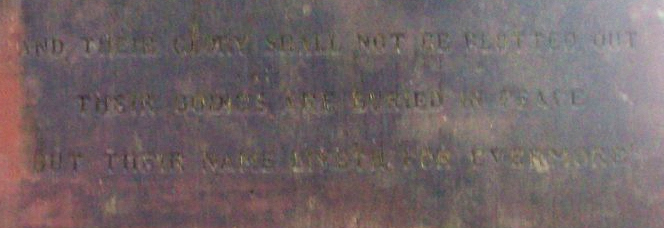 AND THEIR GLORY SHALL NOT BE BLOTTED OUT
THEIR BODIES ARE BURIED IN PEACE
BUT THEIR NAME LIVETH FOR EVERMORE